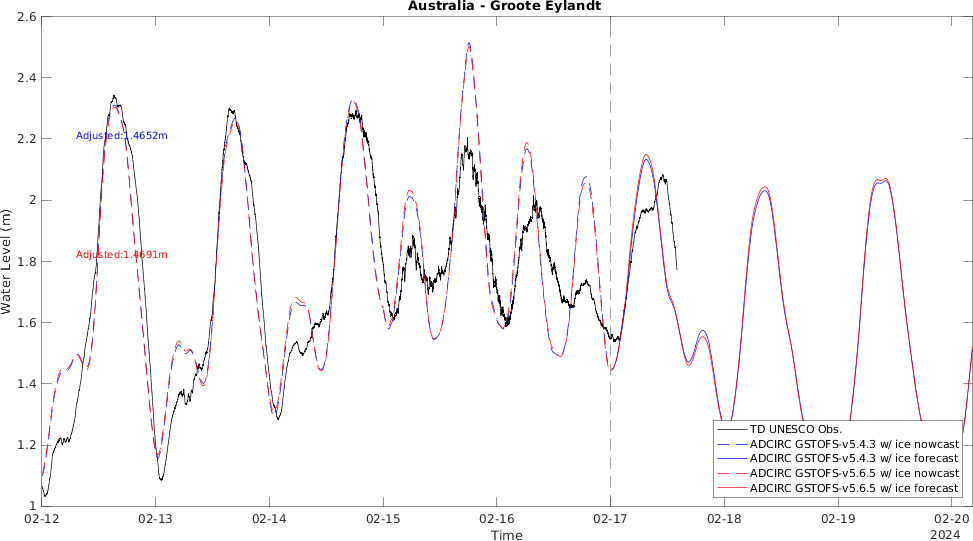 Australia - Groote Eylandt
2.6
2.4
2.2
2
1.8
1.6
1.4
1.2
1
Water Level (m)
Adjusted:1.4652m
Adjusted:1.4691m
TD UNESCO Obs.
ADCIRC GSTOFS-v5.4.3 w/ ice nowcast
ADCIRC GSTOFS-v5.4.3 w/ ice forecast
ADCIRC GSTOFS-v5.6.5 w/ ice nowcast
ADCIRC GSTOFS-v5.6.5 w/ ice forecast
02-12 02-13 02-14 02-15 02-16 02-17 02-18 02-19 02-20
Time
2024